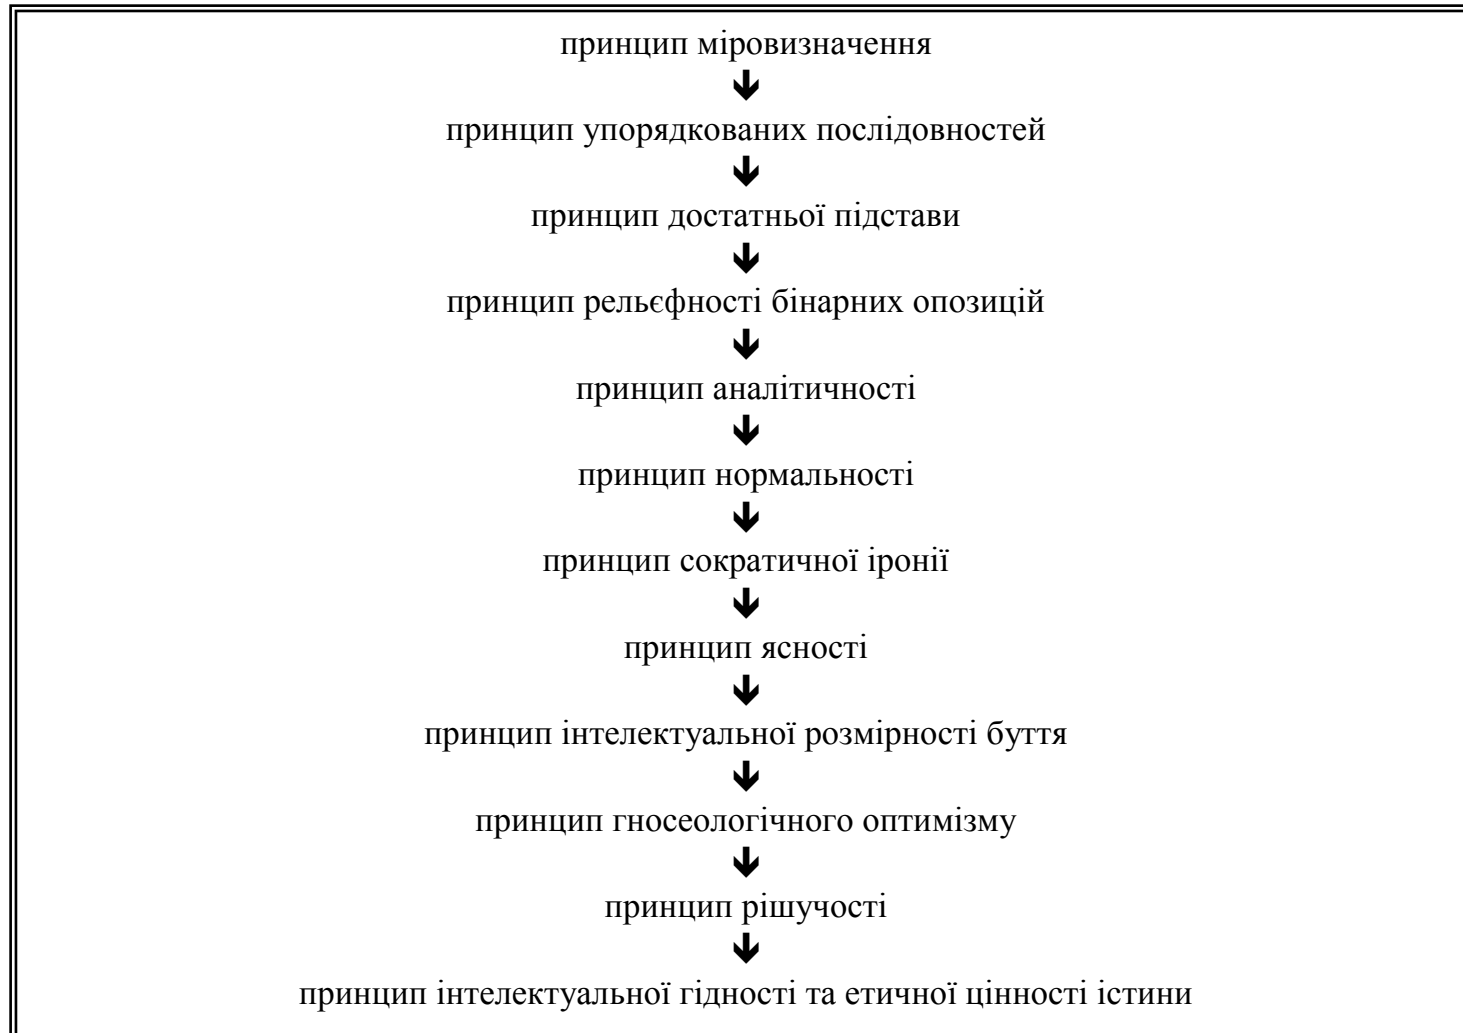 принцип міровизначення
принцип упорядкованих послідовностей
принцип достатньої підстави
принцип рельєфності бінарних опозицій
принцип аналітичності
принцип нормальності
принцип сократичної іронії
принцип ясності
принцип інтелектуальної розмірності буття
принцип гносеологічного оптимізму
принцип рішучості
принцип інтелектуальної гідності та етичної цінності істини